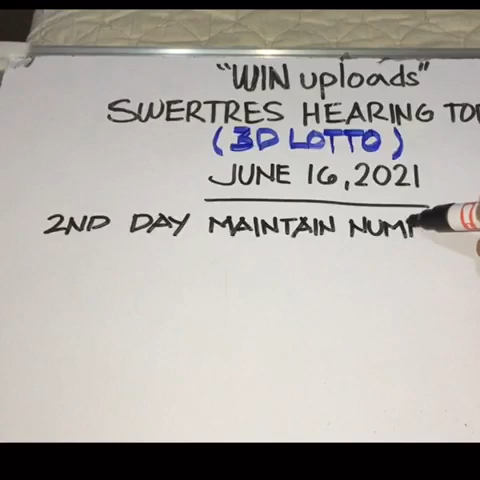 "WIN uploads"
SWERTRES HEARING
(3D LOTTO)
JUNE 16, 2021
2ND DAY MAINTAIN